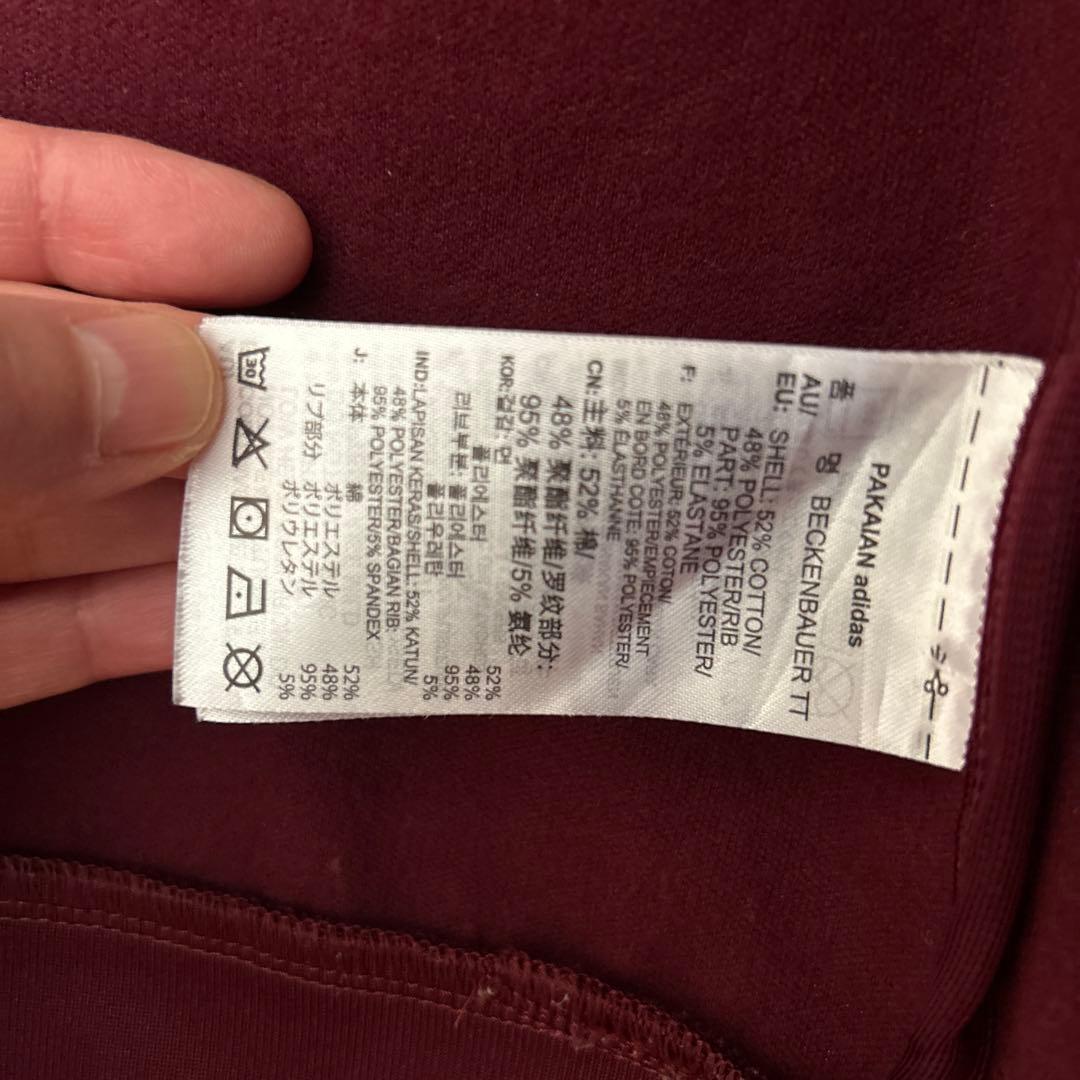 PAKAIAN adidas
품 명 BECKENBAUER TT
AU/
EU: SHELL: 52% COTTON/
48% POLYESTER/RIB
PART: 95% POLYESTER/
5% ELASTANE
F: EXTÉRIEUR: 52% COTON/
48% POLYESTER/EMPIÈCEMENT
EN BORD CÔTE: 95% POLYESTER/
5% ÉLASTHANNE
CN: 主料: 52% 棉/
48% 聚酯纤维/罗纹部分:
95% 聚酯纤维/5% 氨纶
KOR: 겉감: 면 52%
폴리에스터 48%
리브부분: 폴리에스터 95%
폴리우레탄 5%
IND:LAPISAN KERAS/SHELL: 52% KATUN/
48% POLYESTER/BAGIAN RIB:
95% POLYESTER/5% SPANDEX
J: 本体 綿 52%
ポリエステル 48%
リブ部分 ポリエステル 95%
ポリウレタン 5%
30